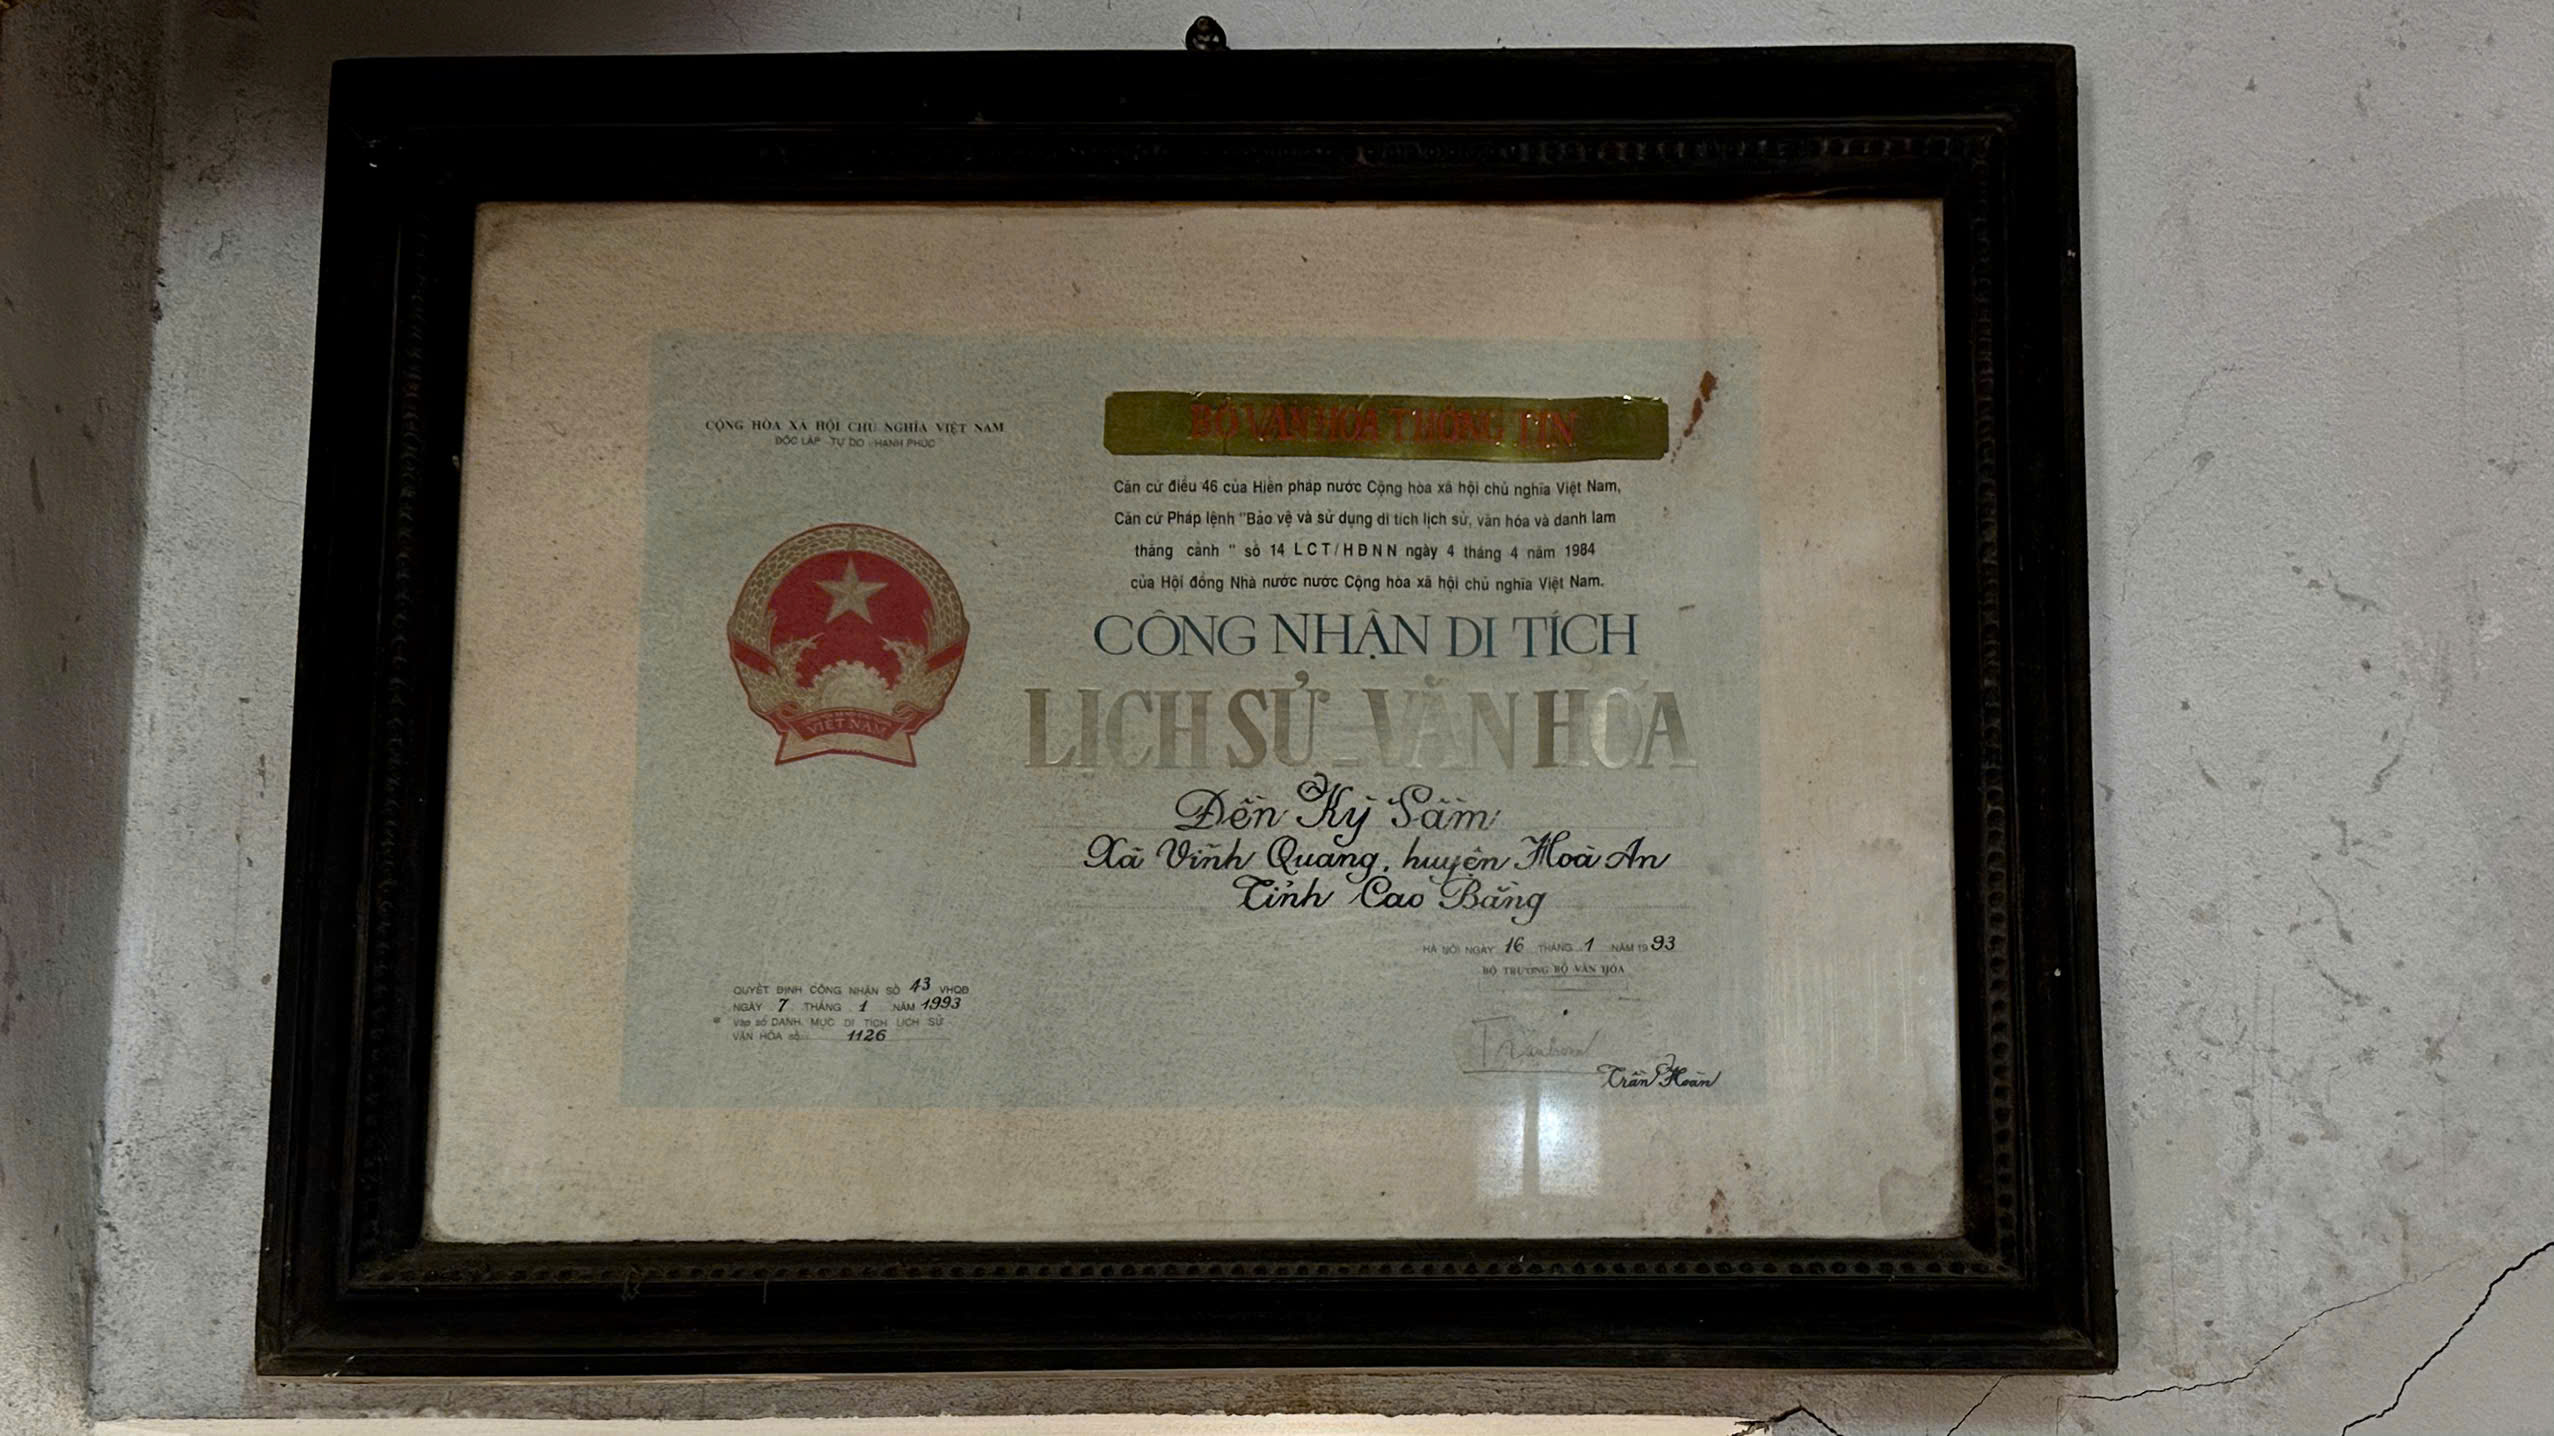 CỘNG HÒA XÃ HỘI CHỦ NGHĨA VIỆT NAM
ĐỘC LẬP TỰ DO HẠNH PHÚC
VIỆT NAM
BỘ VĂN HÓA THÔNG TIN
Căn cứ điều 46 của Hiến pháp nước Cộng hòa xã hội chủ nghĩa Việt Nam,
Căn cứ Pháp lệnh "Bảo vệ và sử dụng di tích lịch sử, văn hóa và danh lam
thắng cảnh " số 14 LCT/HĐNN ngày 4 tháng 4 năm 1984
của Hội đồng Nhà nước nước Cộng hòa xã hội chủ nghĩa Việt Nam.
CÔNG NHẬN DI TÍCH
LỊCH SỬ - VĂN HÓA
Đền Kỳ Sầm
Xã Vĩnh Quang, huyện Hoà An
Tỉnh Cao Bằng
HÀ NỘI NGÀY 16 THÁNG 1 NĂM 1993
BỘ TRƯỞNG BỘ VĂN HÓA
Trần Hoàn
QUYẾT ĐỊNH CÔNG NHẬN SỐ 43 VHQĐ
NGÀY 7 THÁNG 1 NĂM 1993
Vào sổ DANH MỤC DI TÍCH LỊCH SỬ
VĂN HÓA số: 1126